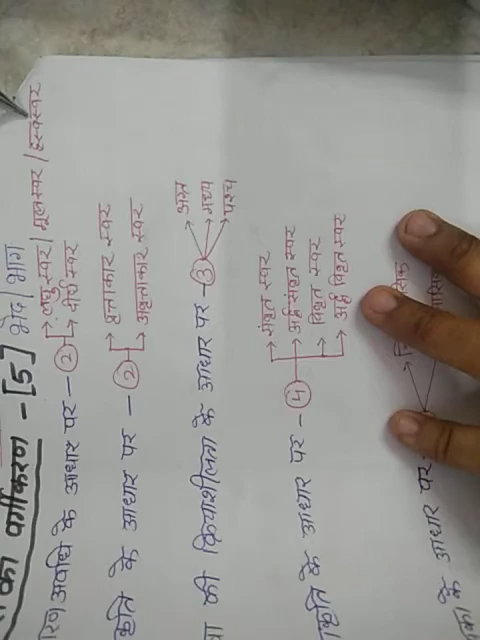 का वर्गीकरण - [5] भेद/भाग
अवधि के आधार पर - 2 → लघु स्वर / मूलस्वर / ह्रस्वस्वर
→ दीर्घ स्वर
के आधार पर - 2 → वृत्ताकार स्वर
→ अवृत्ताकार स्वर
की क्रियाशीलता के आधार पर - 3 → अग्र
→ मध्य
→ पश्च
के आधार पर - 4 → संवृत स्वर
→ अर्द्ध संवृत स्वर
→ विवृत स्वर
→ अर्द्ध विवृत स्वर
के आधार पर -